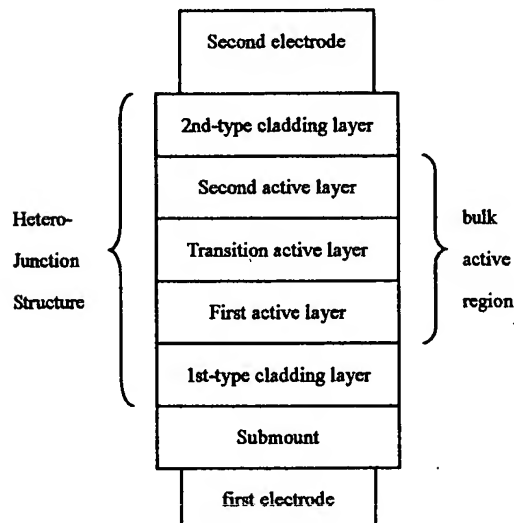 Second electrode
2nd-type cladding layer
Second active layer
Transition active layer
First active layer
1st-type cladding layer
Submount
first electrode
Hetero-
Junction
Structure
bulk
active
region